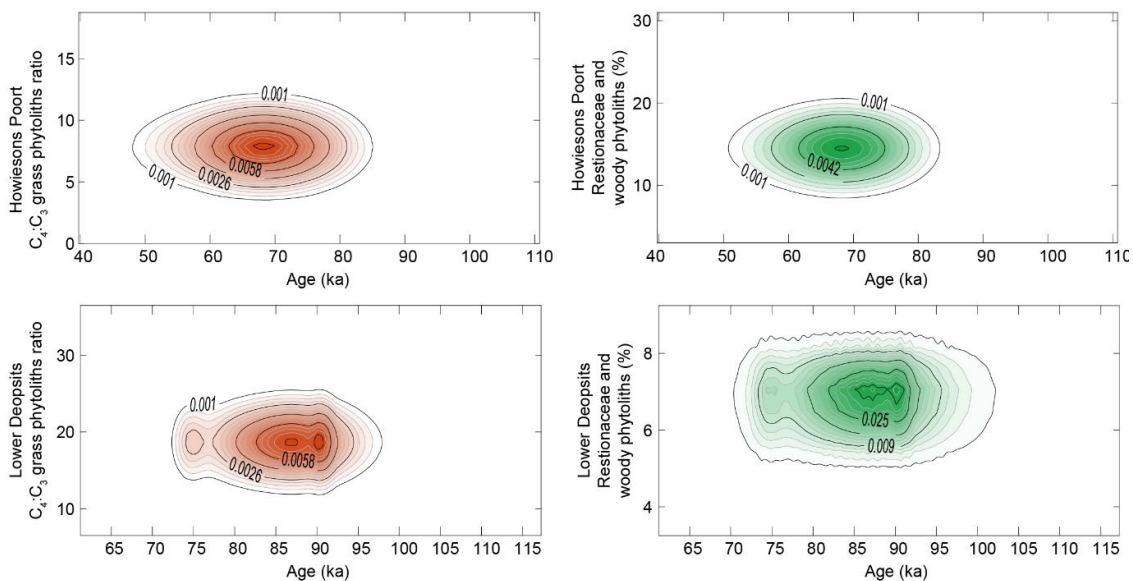 Howiesons Poort
C4:C3 grass phytoliths ratio
15
10
5
0
0.001
0.0058
0.0026
0.001
40 50 60 70 80 90 100 110
Age (ka)
Howiesons Poort
Restionaceae and
woody phytoliths (%)
30
20
10
0.001
0.0042
0.001
40 50 60 70 80 90 100 110
Age (ka)
Lower Deopsits
C4:C3 grass phytoliths ratio
30
20
10
0.001
0.0058
0.0026
65 70 75 80 85 90 95 100 105 110 115
Age (ka)
Lower Deopsits
Restionaceae and
woody phytoliths (%)
8
6
4
0.025
0.009
65 70 75 80 85 90 95 100 105 110 115
Age (ka)